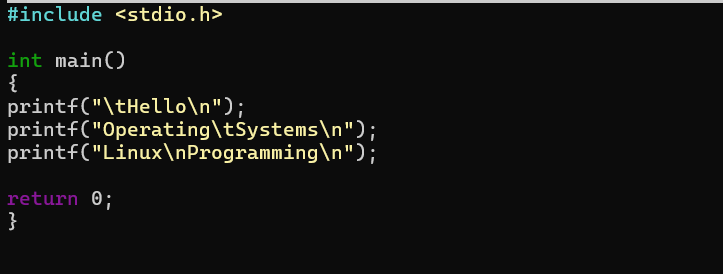 #include <stdio.h>
int main()
{
printf("\tHello\n");
printf("Operating\tSystems\n");
printf("Linux\nProgramming\n");
return 0;
}